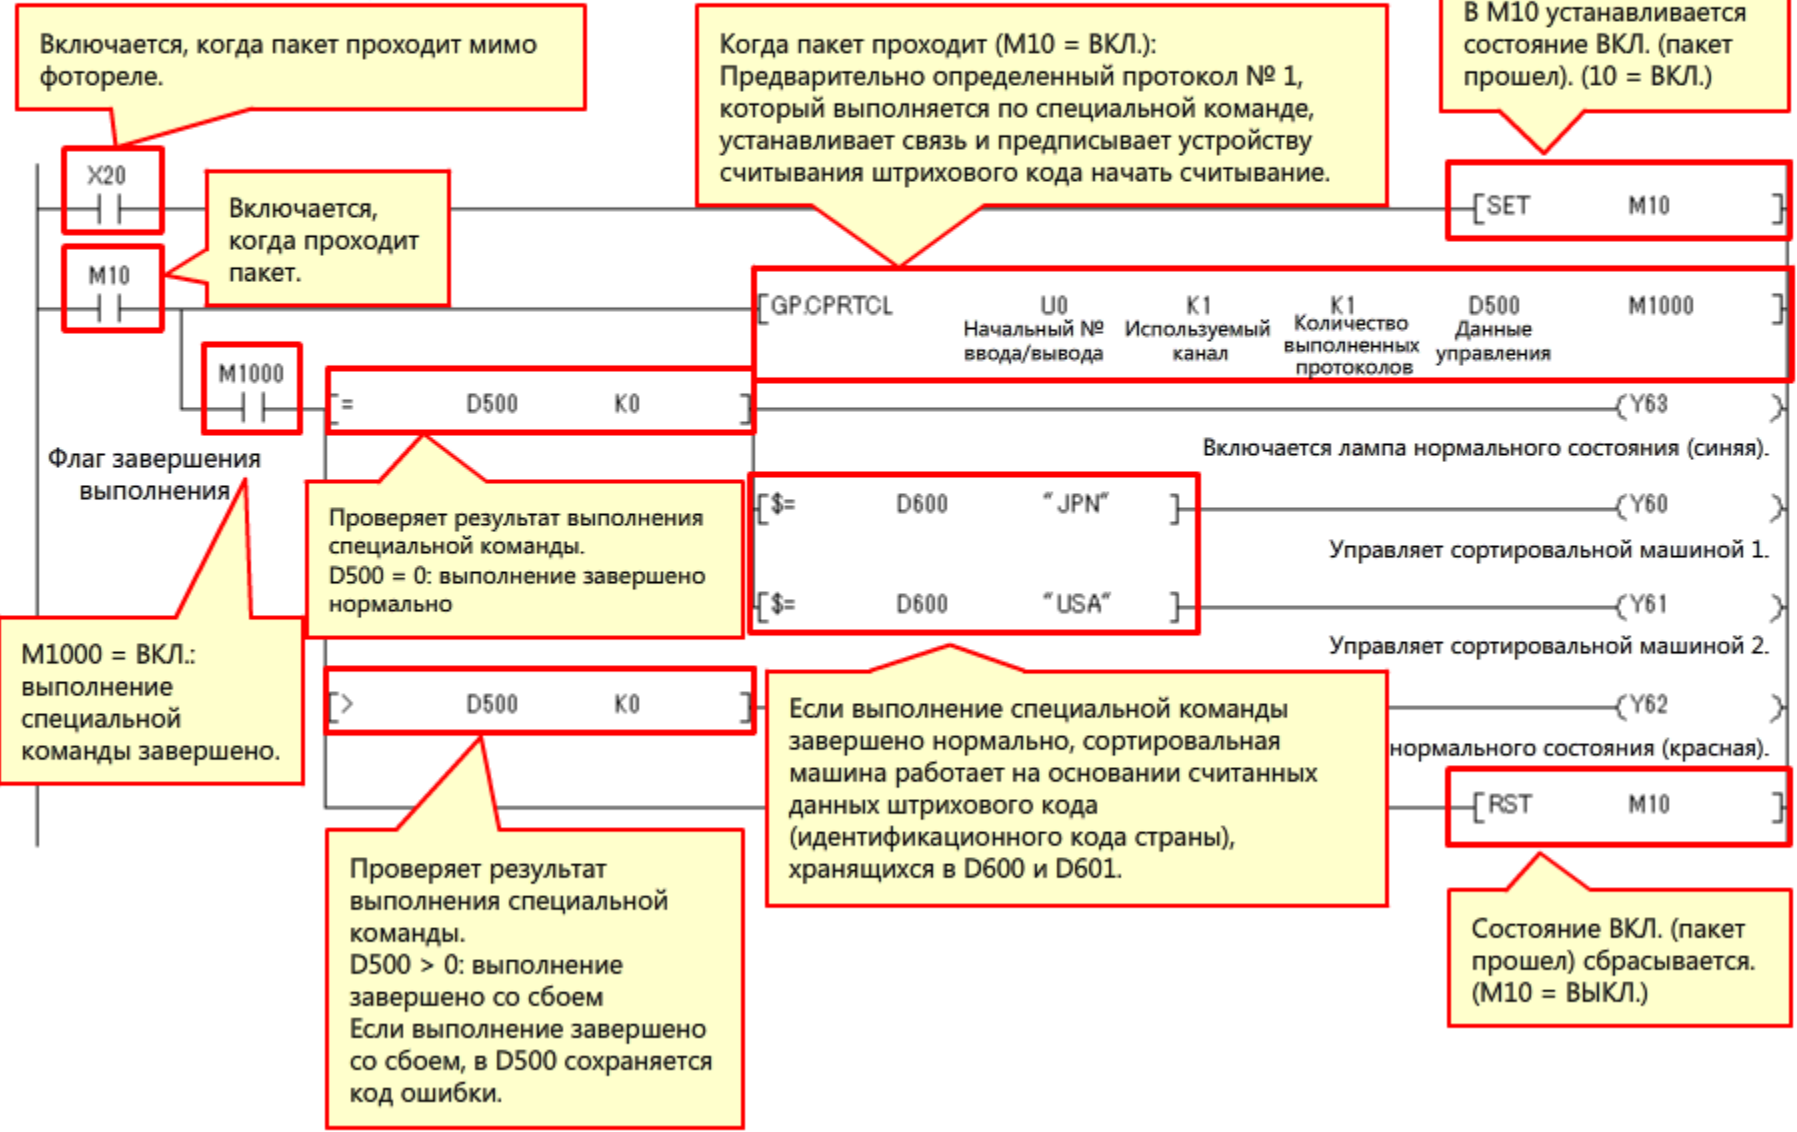 Включается, когда пакет проходит мимо
фотореле.
Когда пакет проходит (M10 = ВКЛ.):
Предварительно определенный протокол № 1,
который выполняется по специальной команде,
устанавливает связь и предписывает устройству
считывания штрихового кода начать считывание.
В M10 устанавливается
состояние ВКЛ. (пакет
прошел). (10 = ВКЛ.)
X20
[SET M10 ]
Включается,
когда проходит
пакет.
M10
[GP.CPRTCL U0 K1 K1 D500 M1000 ]
Начальный №
ввода/вывода
Используемый
канал
Количество
выполненных
протоколов
Данные
управления
M1000
[= D500 K0 ]
(Y63 )
Включается лампа нормального состояния (синяя).
Флаг завершения
выполнения
Проверяет результат выполнения
специальной команды.
D500 = 0: выполнение завершено
нормально
[$= D600 "JPN" ]
(Y60 )
Управляет сортировальной машиной 1.
[$= D600 "USA" ]
(Y61 )
Управляет сортировальной машиной 2.
M1000 = ВКЛ.:
выполнение
специальной
команды завершено.
[> D500 K0 ]
(Y62 )
нормального состояния (красная).
Если выполнение специальной команды
завершено нормально, сортировальная
машина работает на основании считанных
данных штрихового кода
(идентификационного кода страны),
хранящихся в D600 и D601.
[RST M10 ]
Проверяет результат
выполнения специальной
команды.
D500 > 0: выполнение
завершено со сбоем
Если выполнение завершено
со сбоем, в D500 сохраняется
код ошибки.
Состояние ВКЛ. (пакет
прошел) сбрасывается.
(M10 = ВЫКЛ.)